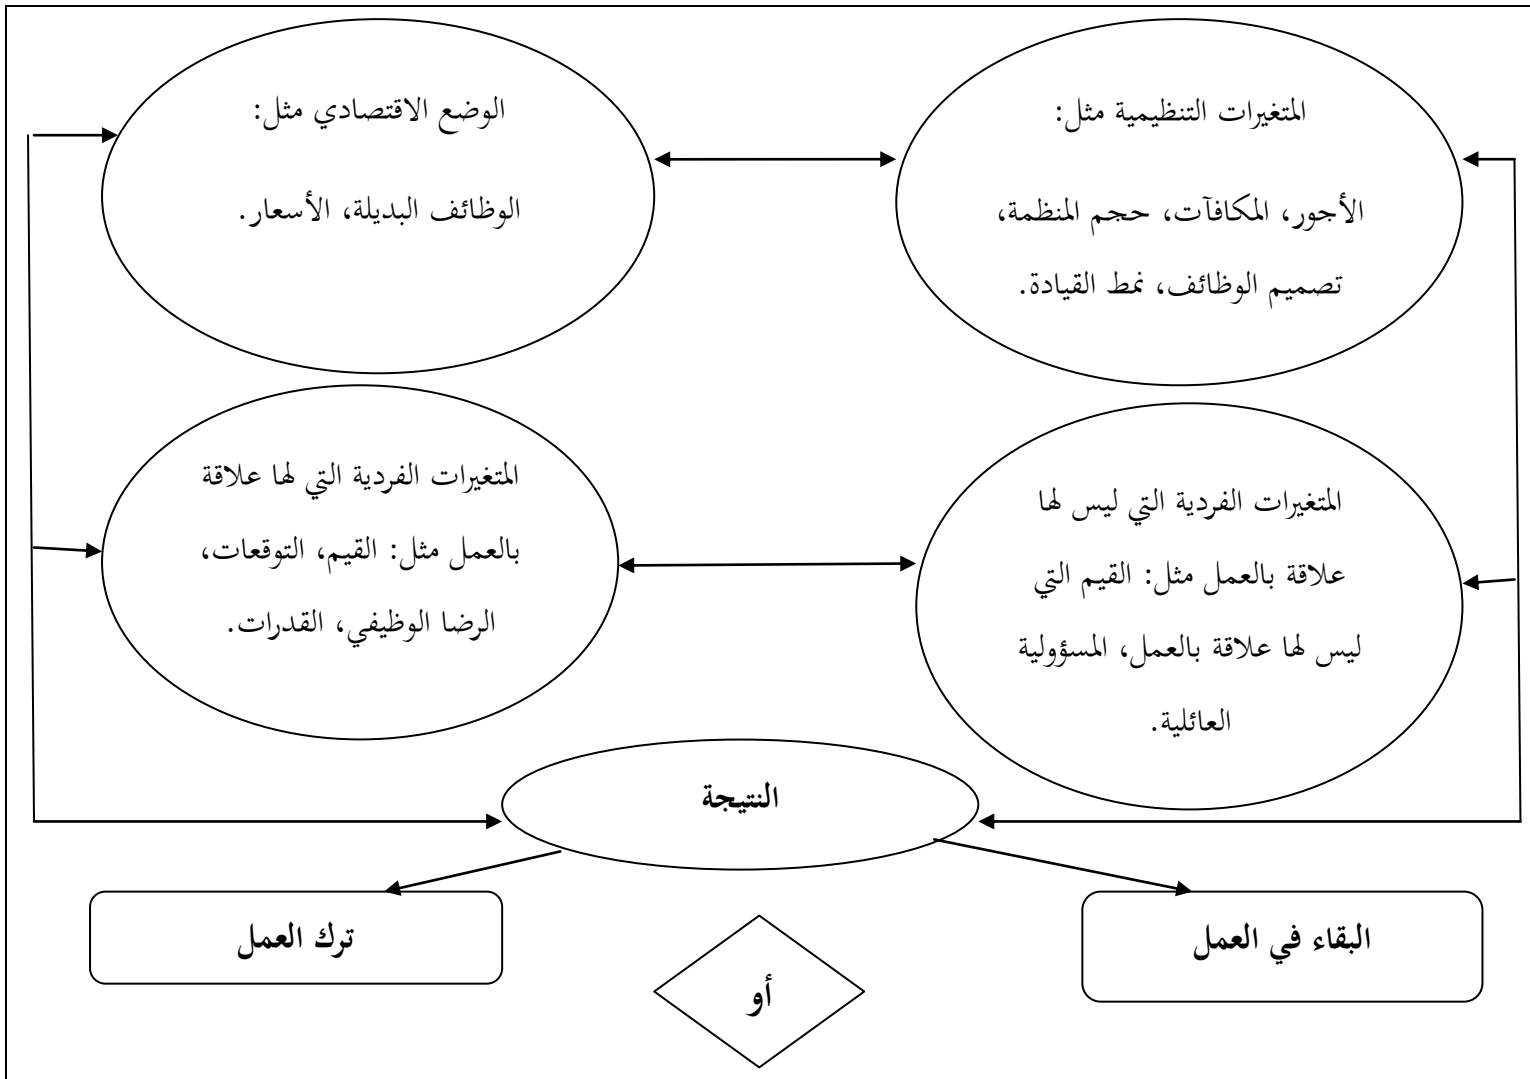 المتغيرات التنظيمية مثل:
الأجور، المكافآت، حجم المنظمة،
تصميم الوظائف، نمط القيادة.
الوضع الاقتصادي مثل:
الوظائف البديلة، الأسعار.
المتغيرات الفردية التي ليس لها
علاقة بالعمل مثل: القيم التي
ليس لها علاقة بالعمل، المسؤولية
العائلية.
المتغيرات الفردية التي لها علاقة
بالعمل مثل: القيم، التوقعات،
الرضا الوظيفي، القدرات.
النتيجة
البقاء في العمل
أو
ترك العمل